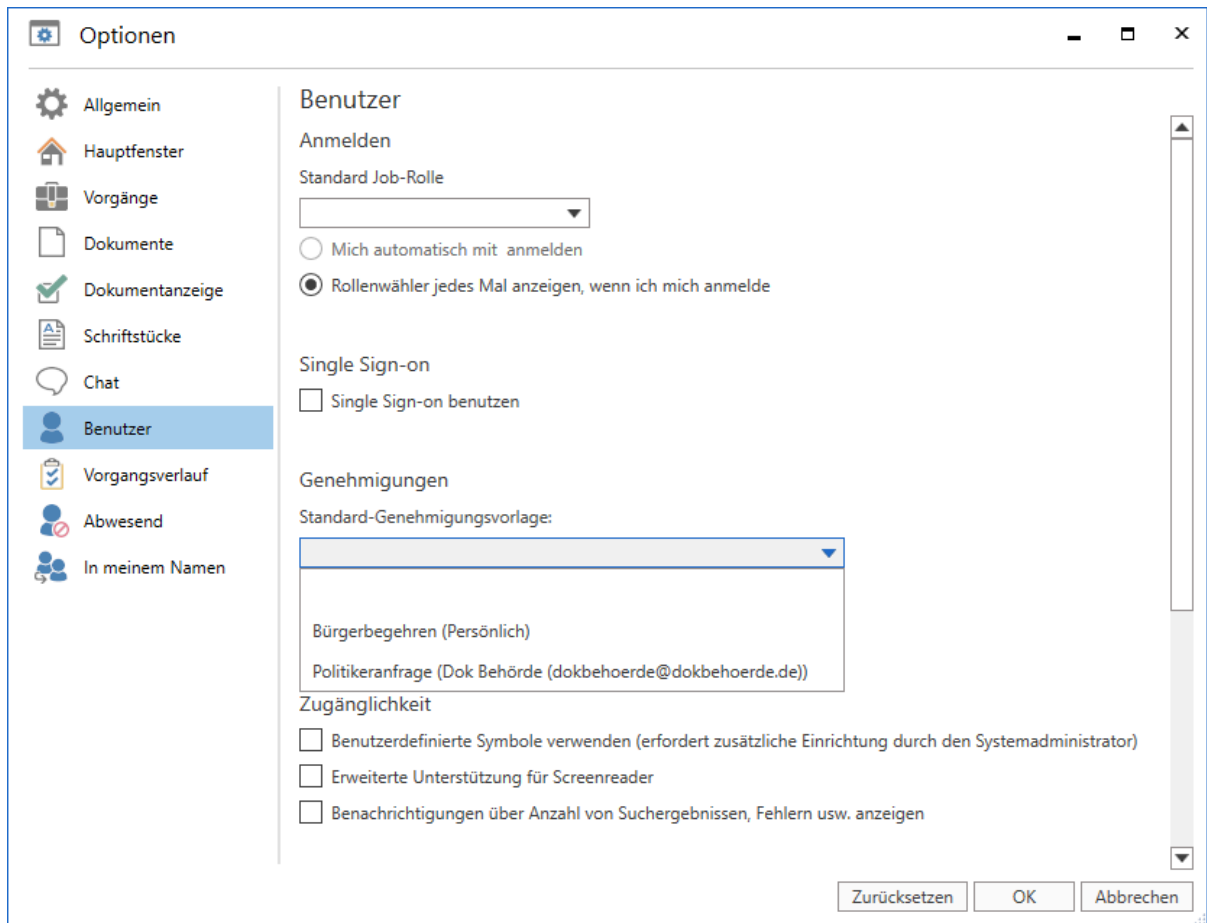 Optionen
Allgemein
Hauptfenster
Vorgänge
Dokumente
Dokumentanzeige
Schriftstücke
Chat
Benutzer
Vorgangsverlauf
Abwesend
In meinem Namen
Benutzer
Anmelden
Standard Job-Rolle
Mich automatisch mit  anmelden
Rollenwähler jedes Mal anzeigen, wenn ich mich anmelde
Single Sign-on
Single Sign-on benutzen
Genehmigungen
Standard-Genehmigungsvorlage:
Bürgerbegehren (Persönlich)
Politikeranfrage (Dok Behörde (dokbehoerde@dokbehoerde.de))
Zugänglichkeit
Benutzerdefinierte Symbole verwenden (erfordert zusätzliche Einrichtung durch den Systemadministrator)
Erweiterte Unterstützung für Screenreader
Benachrichtigungen über Anzahl von Suchergebnissen, Fehlern usw. anzeigen
Zurücksetzen
OK
Abbrechen